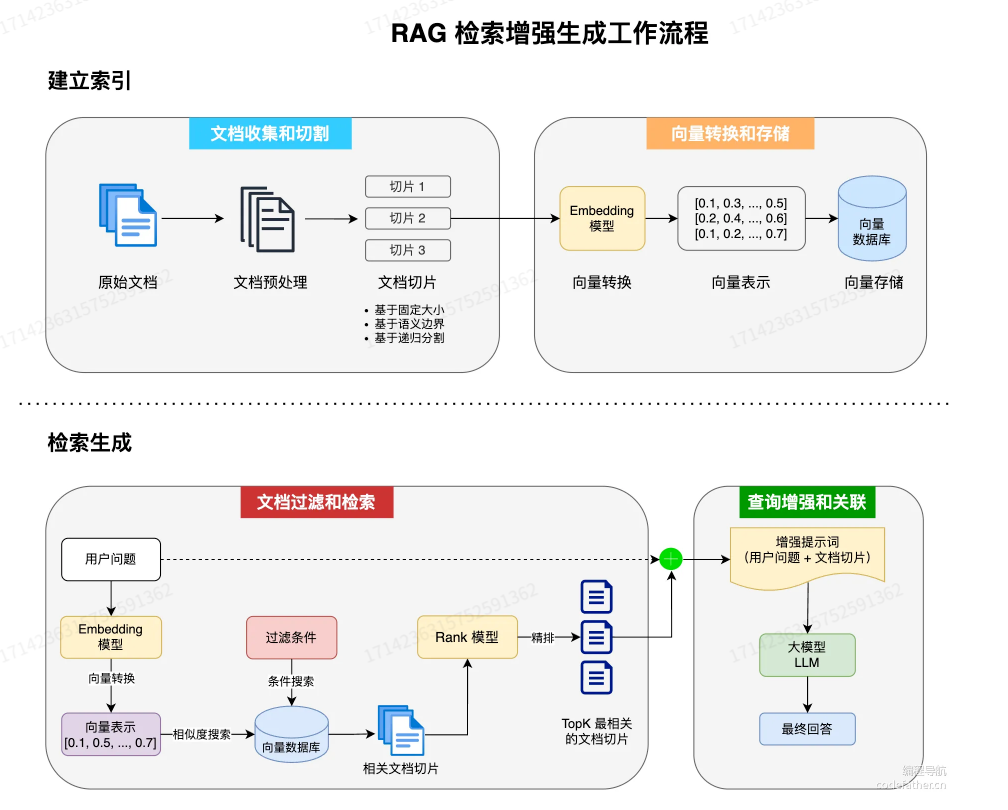 RAG 检索增强生成工作流程
建立索引
文档收集和切割
向量转换和存储
切片 1
切片 2
切片 3
Embedding
模型
[0.1, 0.3, ..., 0.5]
[0.2, 0.4, ..., 0.6]
[0.1, 0.2, ..., 0.7]
向量
数据库
原始文档
文档预处理
文档切片
向量转换
向量表示
向量存储
• 基于固定大小
• 基于语义边界
• 基于递归分割
检索生成
文档过滤和检索
查询增强和关联
用户问题
增强提示词
(用户问题 + 文档切片)
Embedding
模型
过滤条件
Rank 模型
精排
大模型
LLM
向量转换
条件搜索
向量表示
[0.1, 0.5, ..., 0.7]
相似度搜索
向量数据库
相关文档切片
TopK 最相关
的文档切片
最终回答
编程导航
codefather.cn
1714236315752591362
1714236315752591362
1714236315752591362
1714236315752591362
1714236315752591362
1714236315752591362